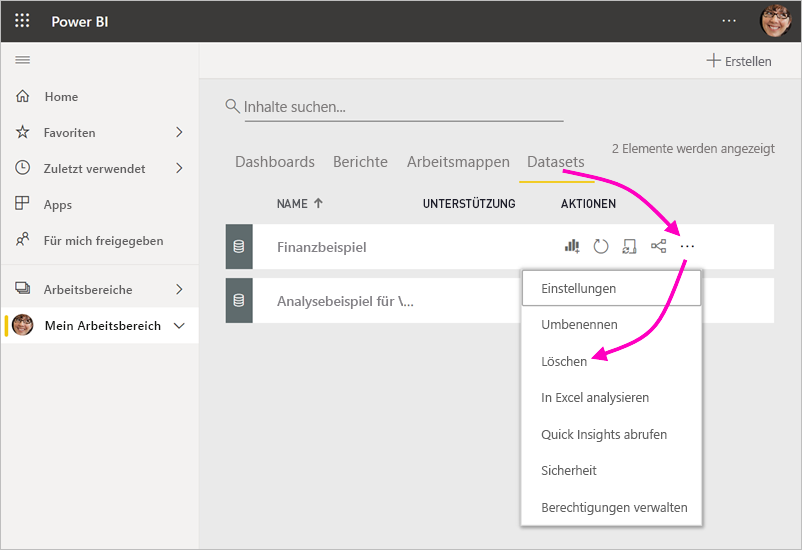 Power BI
Erstellen
Home
Favoriten
Zuletzt verwendet
Apps
Für mich freigegeben
Arbeitsbereiche
Mein Arbeitsbereich
Inhalte suchen...
2 Elemente werden angezeigt
Dashboards Berichte Arbeitsmappen Datasets
NAME UNTERSTÜTZUNG AKTIONEN
Finanzbeispiel
Analysebeispiel für \...
Einstellungen
Umbenennen
Löschen
In Excel analysieren
Quick Insights abrufen
Sicherheit
Berechtigungen verwalten